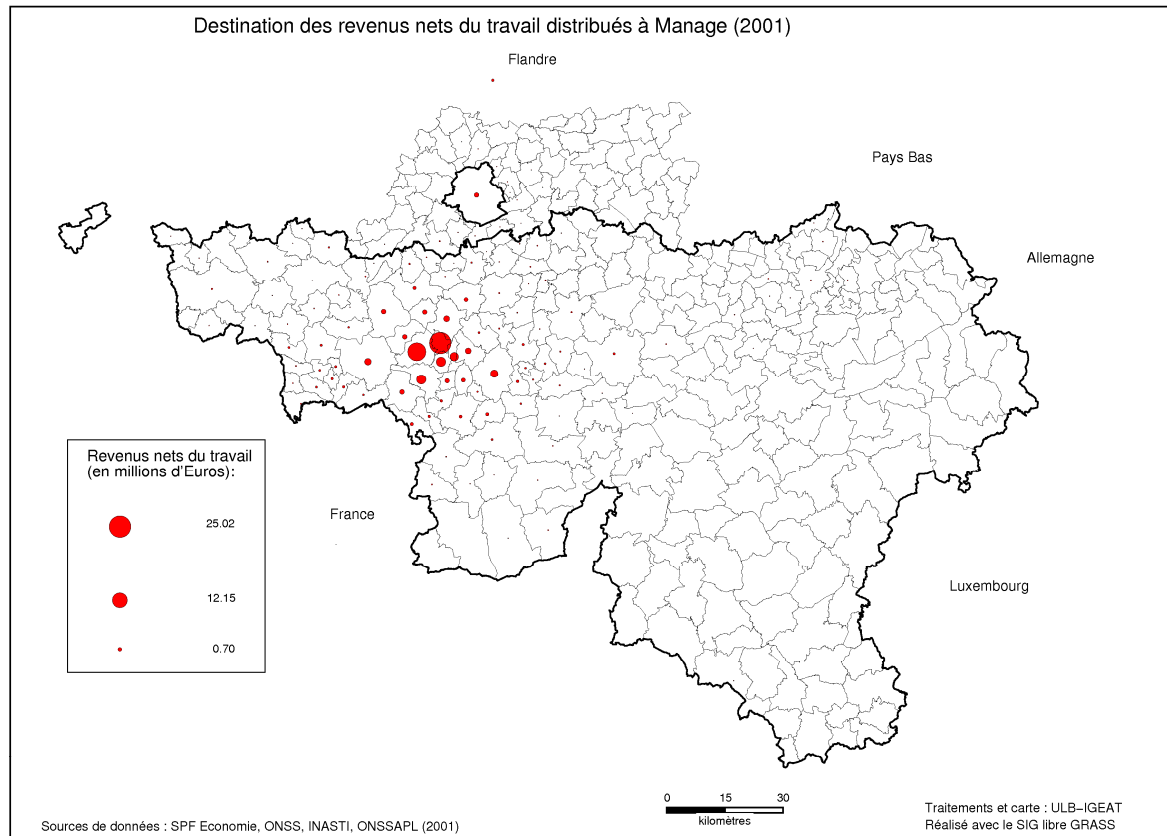 Destination des revenus nets du travail distribués à Manage (2001)
Flandre
Pays Bas
Allemagne
Revenus nets du travail
(en millions d'Euros):
25.02
12.15
0.70
France
Luxembourg
0 15 30
kilomètres
Sources de données : SPF Economie, ONSS, INASTI, ONSSAPL (2001)
Traitements et carte : ULB–IGEAT
Réalisé avec le SIG libre GRASS